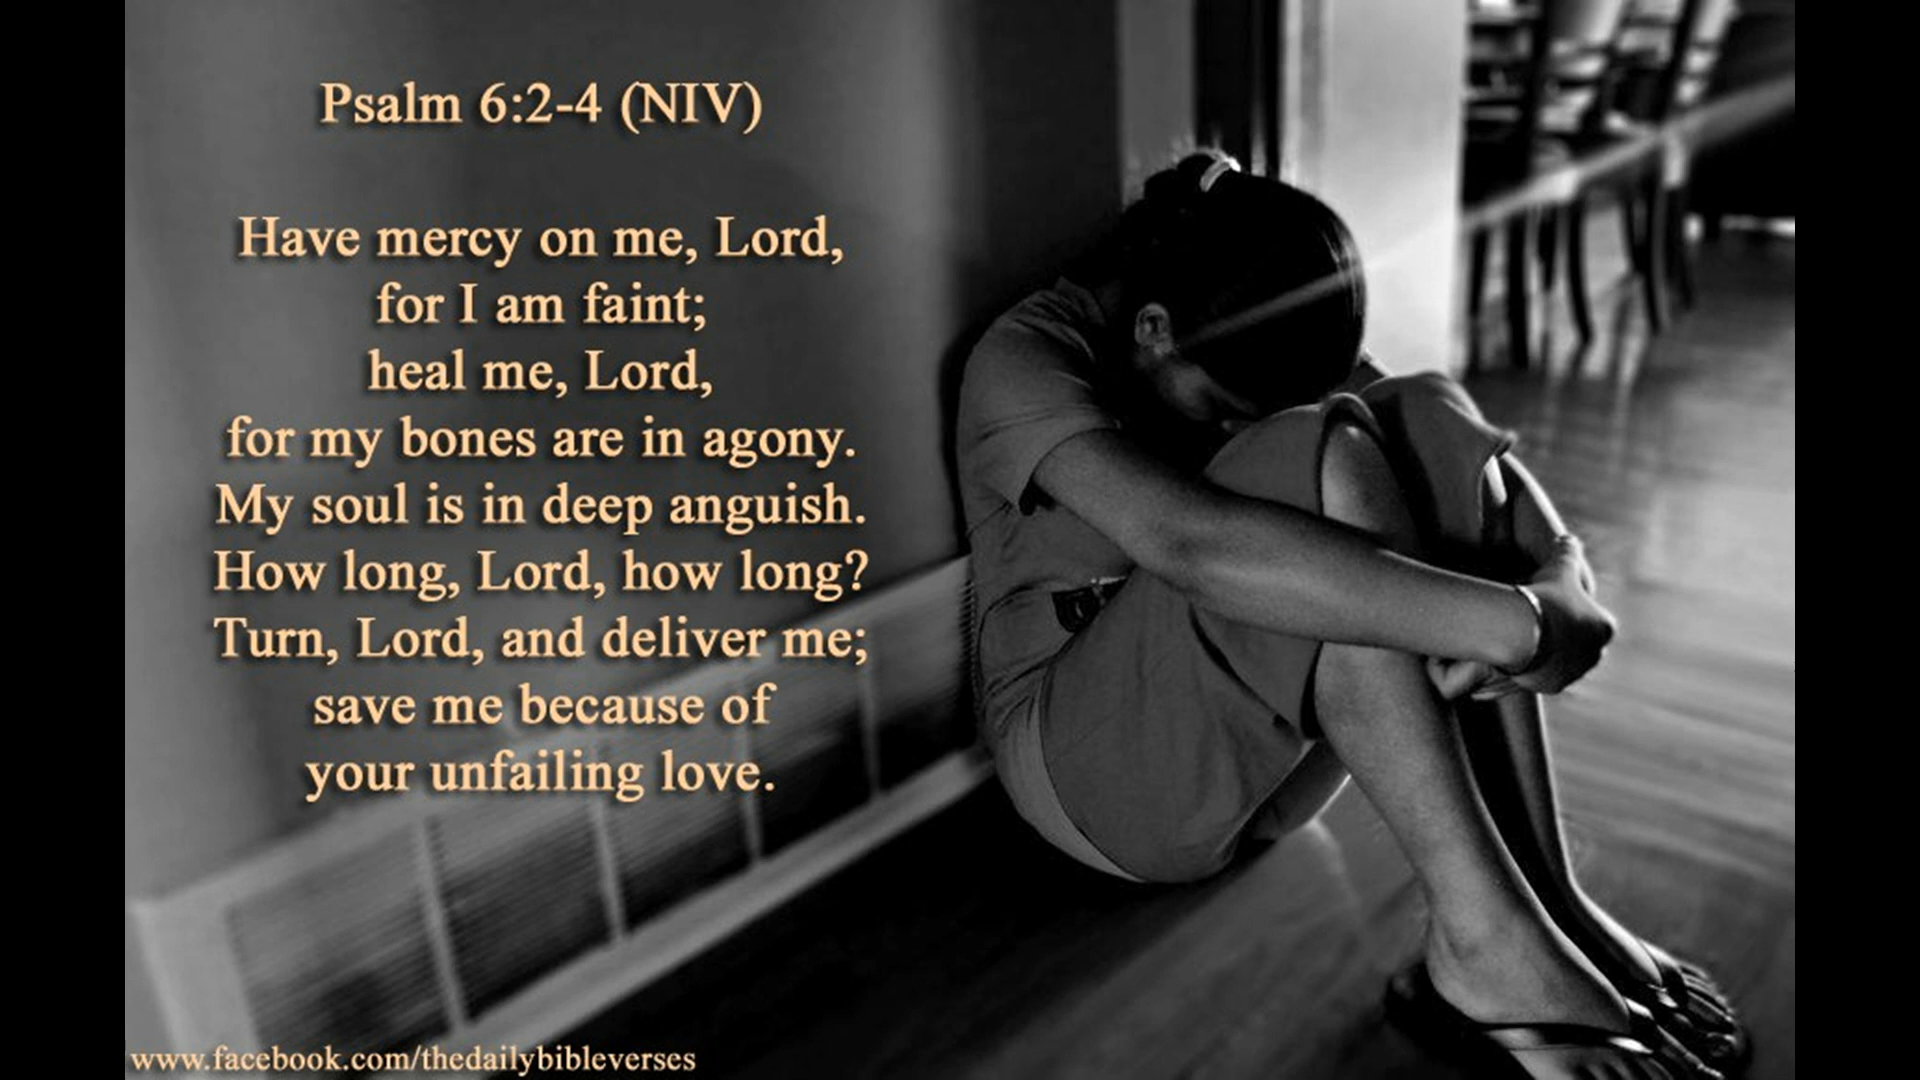 Psalm 6:2-4 (NIV)
Have mercy on me, Lord,
for I am faint;
heal me, Lord,
for my bones are in agony.
My soul is in deep anguish.
How long, Lord, how long?
Turn, Lord, and deliver me;
save me because of
your unfailing love.
www.facebook.com/thedailybibleverses